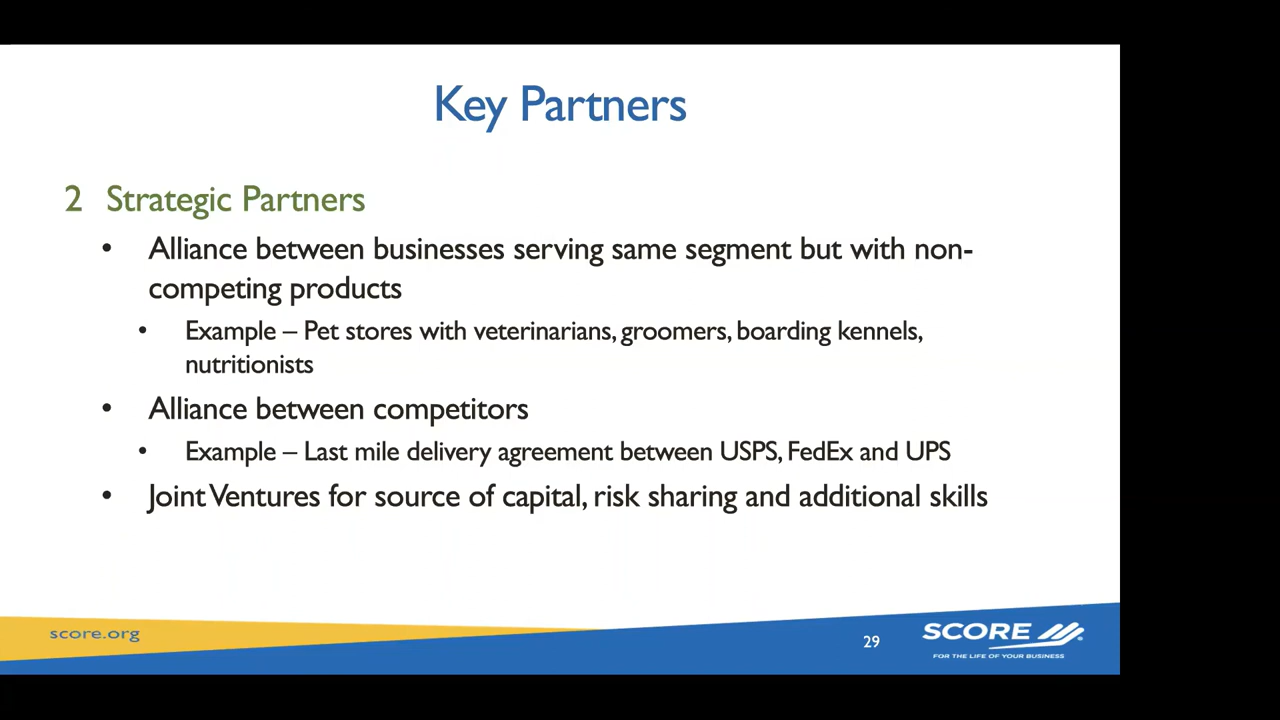 Key Partners
2 Strategic Partners
• Alliance between businesses serving same segment but with non-
competing products
• Example – Pet stores with veterinarians, groomers, boarding kennels,
nutritionists
• Alliance between competitors
• Example – Last mile delivery agreement between USPS, FedEx and UPS
• Joint Ventures for source of capital, risk sharing and additional skills
score.org
29
SCORE
FOR THE LIFE OF YOUR BUSINESS